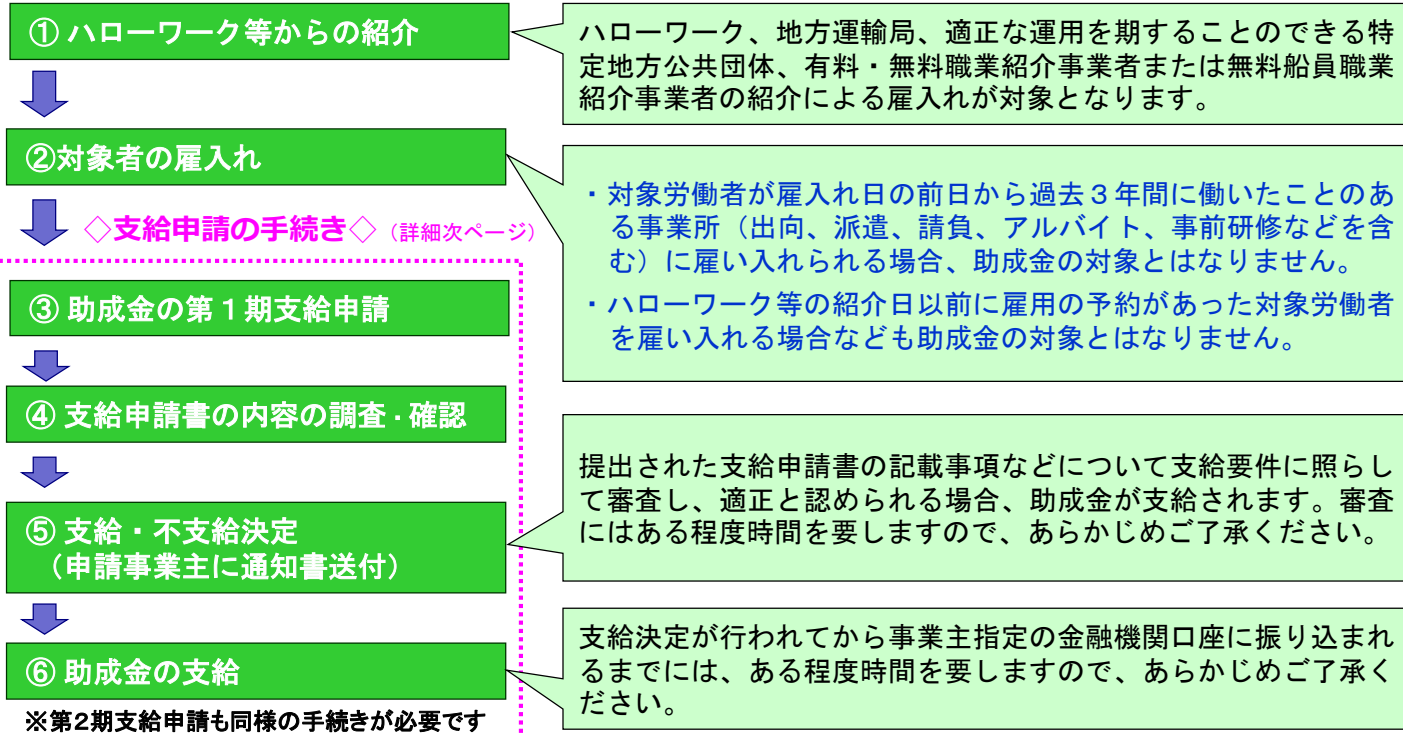 ① ハローワーク等からの紹介
ハローワーク、地方運輸局、適正な運用を期することのできる特
定地方公共団体、有料・無料職業紹介事業者または無料船員職業
紹介事業者の紹介による雇入れが対象となります。
②対象者の雇入れ
・対象労働者が雇入れ日の前日から過去３年間に働いたことのあ
る事業所（出向、派遣、請負、アルバイト、事前研修などを含
む）に雇い入れられる場合、助成金の対象とはなりません。
・ハローワーク等の紹介日以前に雇用の予約があった対象労働者
を雇い入れる場合なども助成金の対象とはなりません。
◇支給申請の手続き◇（詳細次ページ）
③ 助成金の第１期支給申請
④ 支給申請書の内容の調査・確認
⑤ 支給・不支給決定
（申請事業主に通知書送付）
提出された支給申請書の記載事項などについて支給要件に照らし
て審査し、適正と認められる場合、助成金が支給されます。審査
にはある程度時間を要しますので、あらかじめご了承ください。
⑥ 助成金の支給
支給決定が行われてから事業主指定の金融機関口座に振り込まれ
るまでには、ある程度時間を要しますので、あらかじめご了承く
ださい。
※第2期支給申請も同様の手続きが必要です